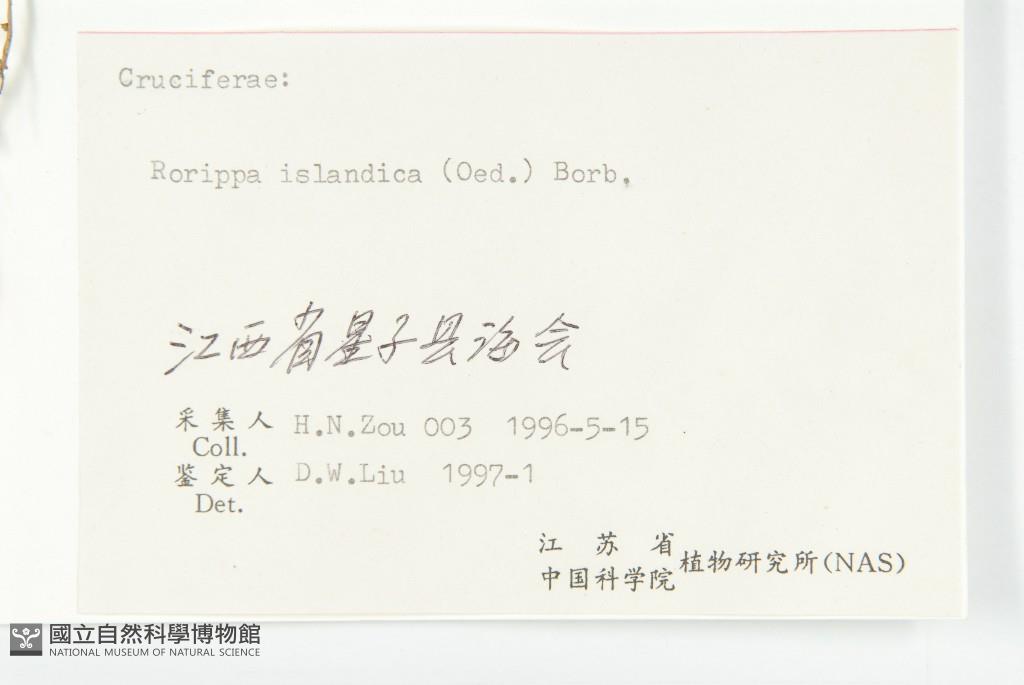 Cruciferae:
Rorippa islandica (Oed.) Borb.
江西省星子县海会
采集人 H.N.Zou 003 1996-5-15
Coll.
鉴定人 D.W.Liu 1997-1
Det.
江苏省
中国科学院
植物研究所(NAS)
國立自然科學博物館
NATIONAL MUSEUM OF NATURAL SCIENCE